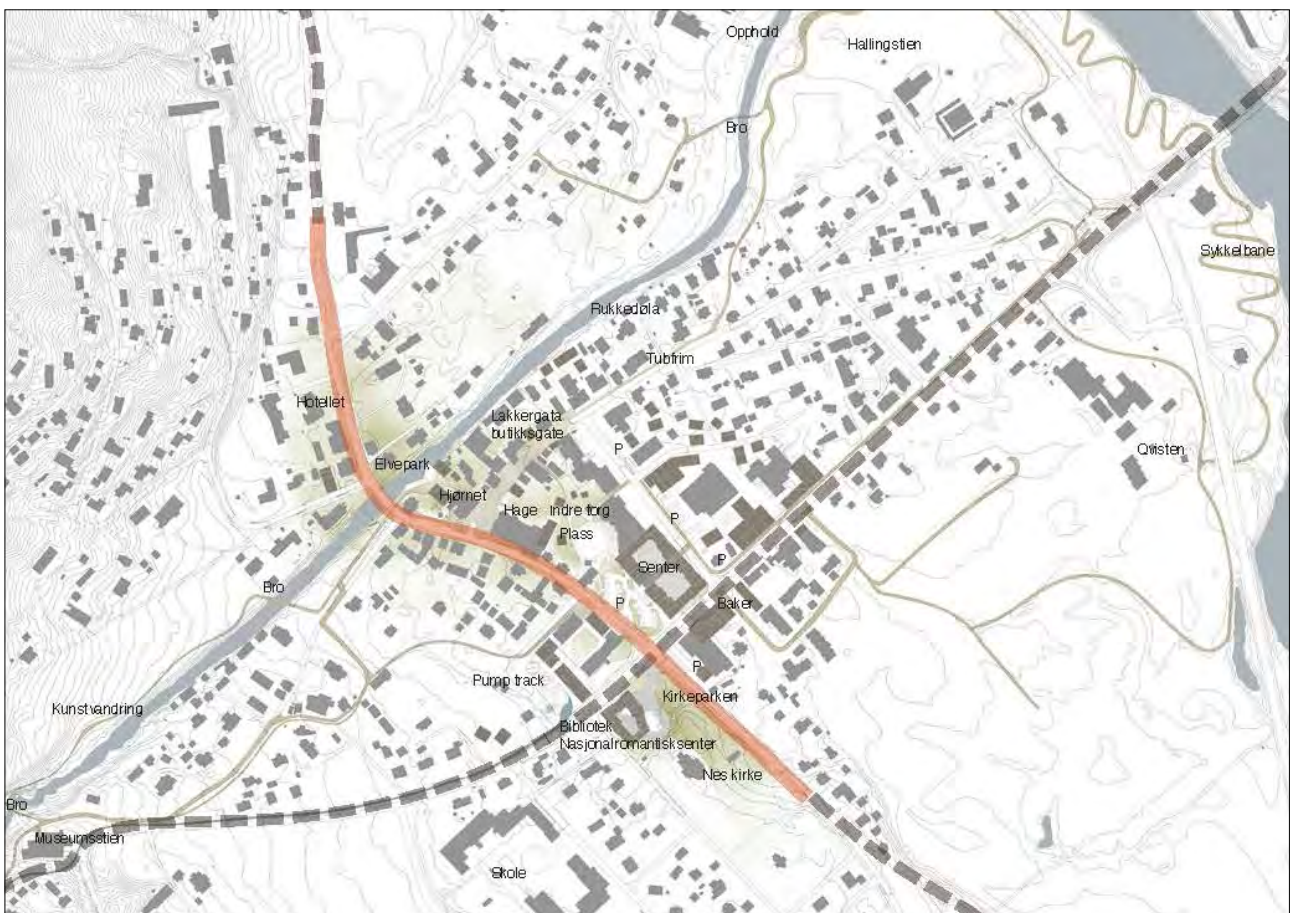 Opphold
Hallingstien
Bro
Sykkelbane
Rukkedøla
Tubfrim
Hotellet
Lakkergata
butikksgate
P
Elvepark
Qvisten
Hjørnet
Hage
Indre torg
P
Plass
P
Senter
Bro
P
Baker
P
Pump track
Kirkeparken
Kunstvandring
Bibliotek
Nasjonalromantisksenter
Nes kirke
Bro
Museumsstien
Skole